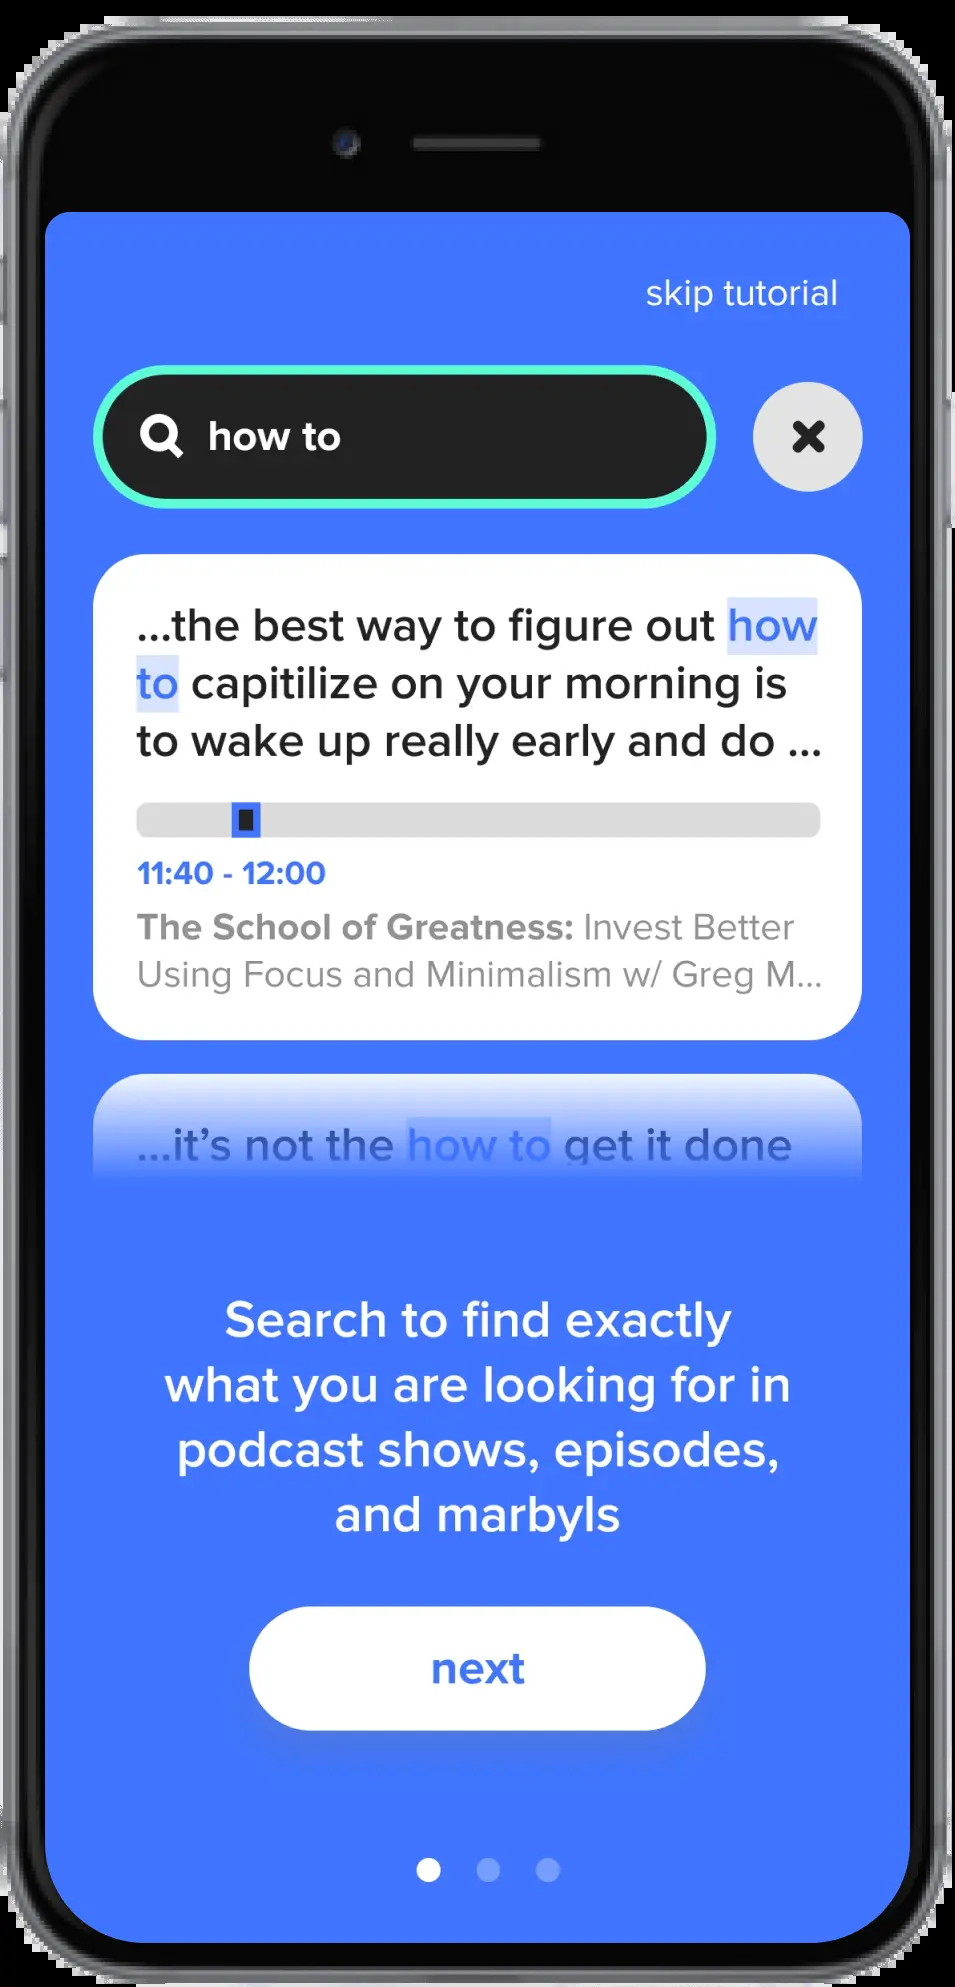 skip tutorial
how to
...the best way to figure out how
to capitilize on your morning is
to wake up really early and do ...
11:40 - 12:00
The School of Greatness: Invest Better
Using Focus and Minimalism w/ Greg M...
...it’s not the how to get it done
Search to find exactly
what you are looking for in
podcast shows, episodes,
and marbyls
next